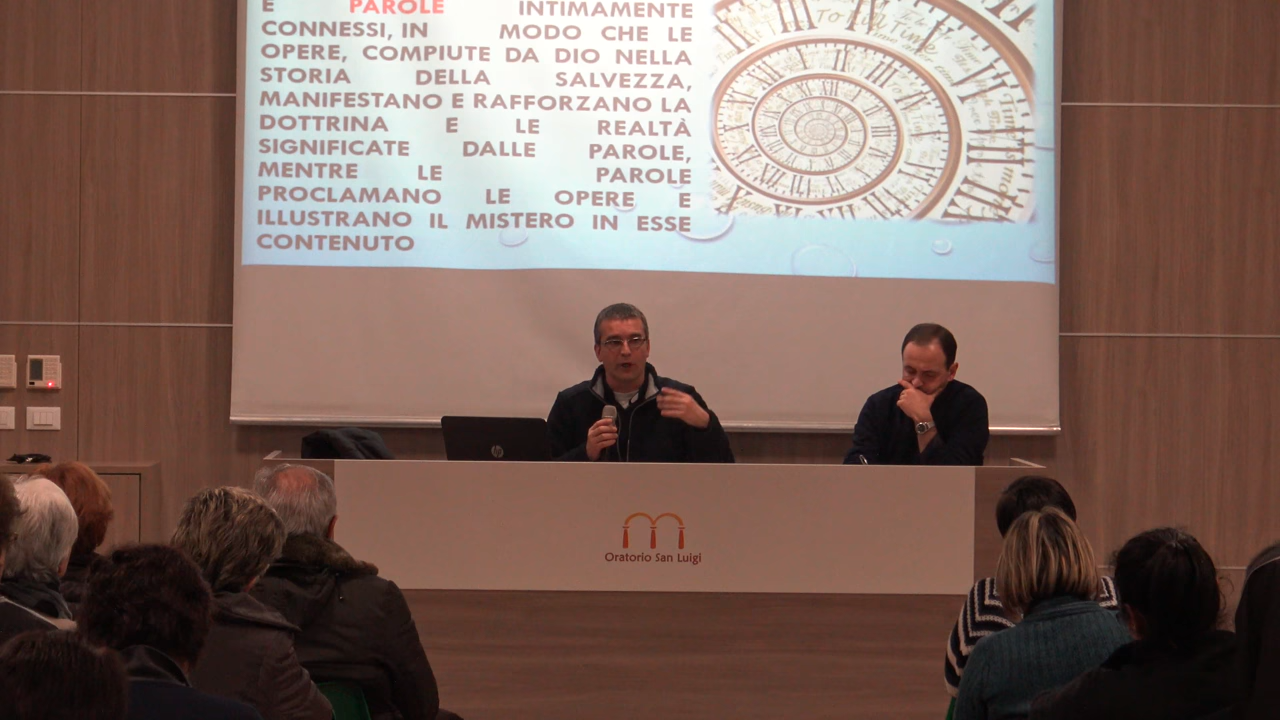 E PAROLE INTIMAMENTE
CONNESSI, IN MODO CHE LE
OPERE, COMPIUTE DA DIO NELLA
STORIA DELLA SALVEZZA,
MANIFESTANO E RAFFORZANO LA
DOTTRINA E LE REALTÀ
SIGNIFICATE DALLE PAROLE,
MENTRE LE PAROLE
PROCLAMANO LE OPERE E
ILLUSTRANO IL MISTERO IN ESSE
CONTENUTO
Oratorio San Luigi
hp